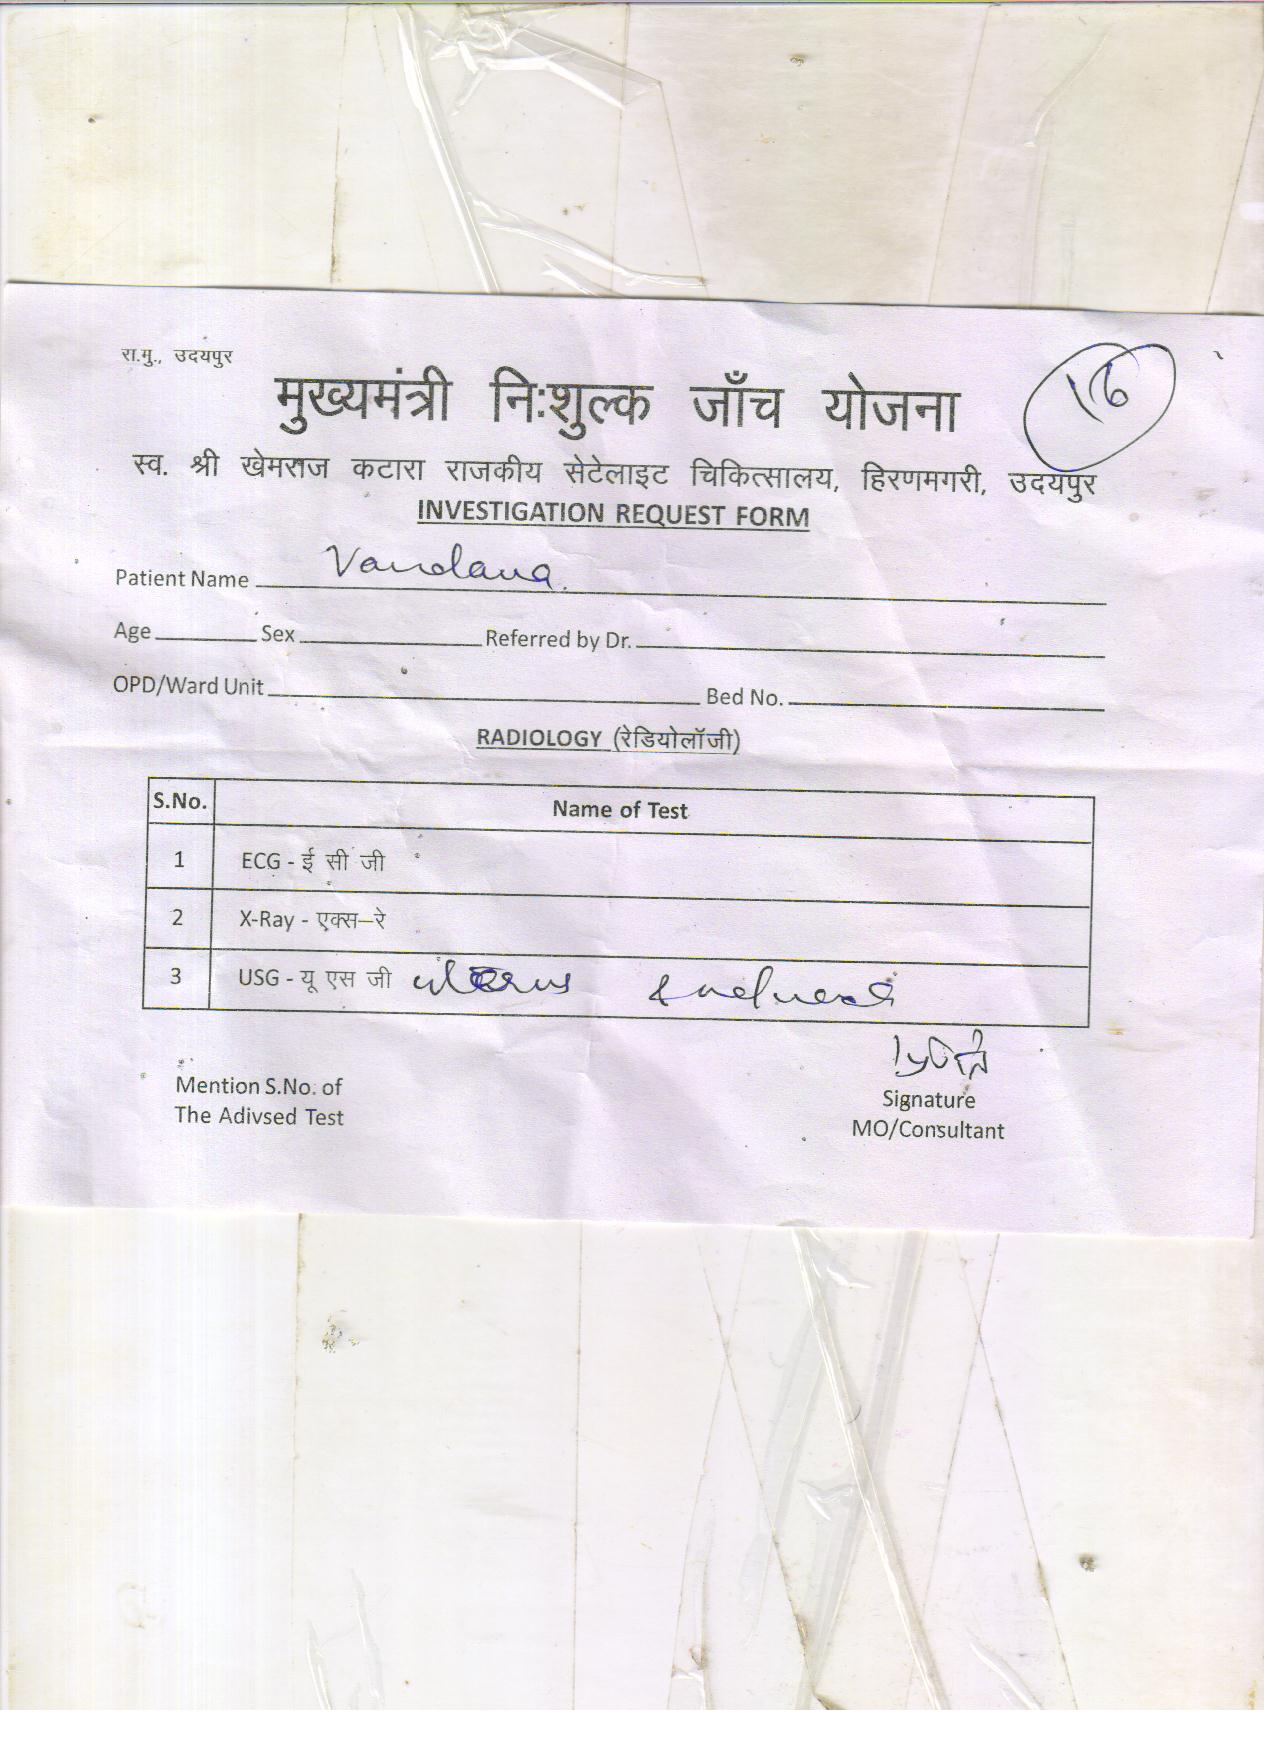 रा.मु., उदयपुर
मुख्यमंत्री नि:शुल्क जाँच योजना
16
स्व. श्री खेमराज कटारा राजकीय सेटेलाइट चिकित्सालय, हिरणमगरी, उदयपुर
INVESTIGATION REQUEST FORM
Patient Name Vandana
Age Sex Referred by Dr.
OPD/Ward Unit Bed No.
RADIOLOGY (रेडियोलॉजी)
S.No. Name of Test
1 ECG - ई सी जी
2 X-Ray - एक्स–रे
3 USG - यू एस जी uterus &
Mention S.No. of
The Adivsed Test
Signature
MO/Consultant